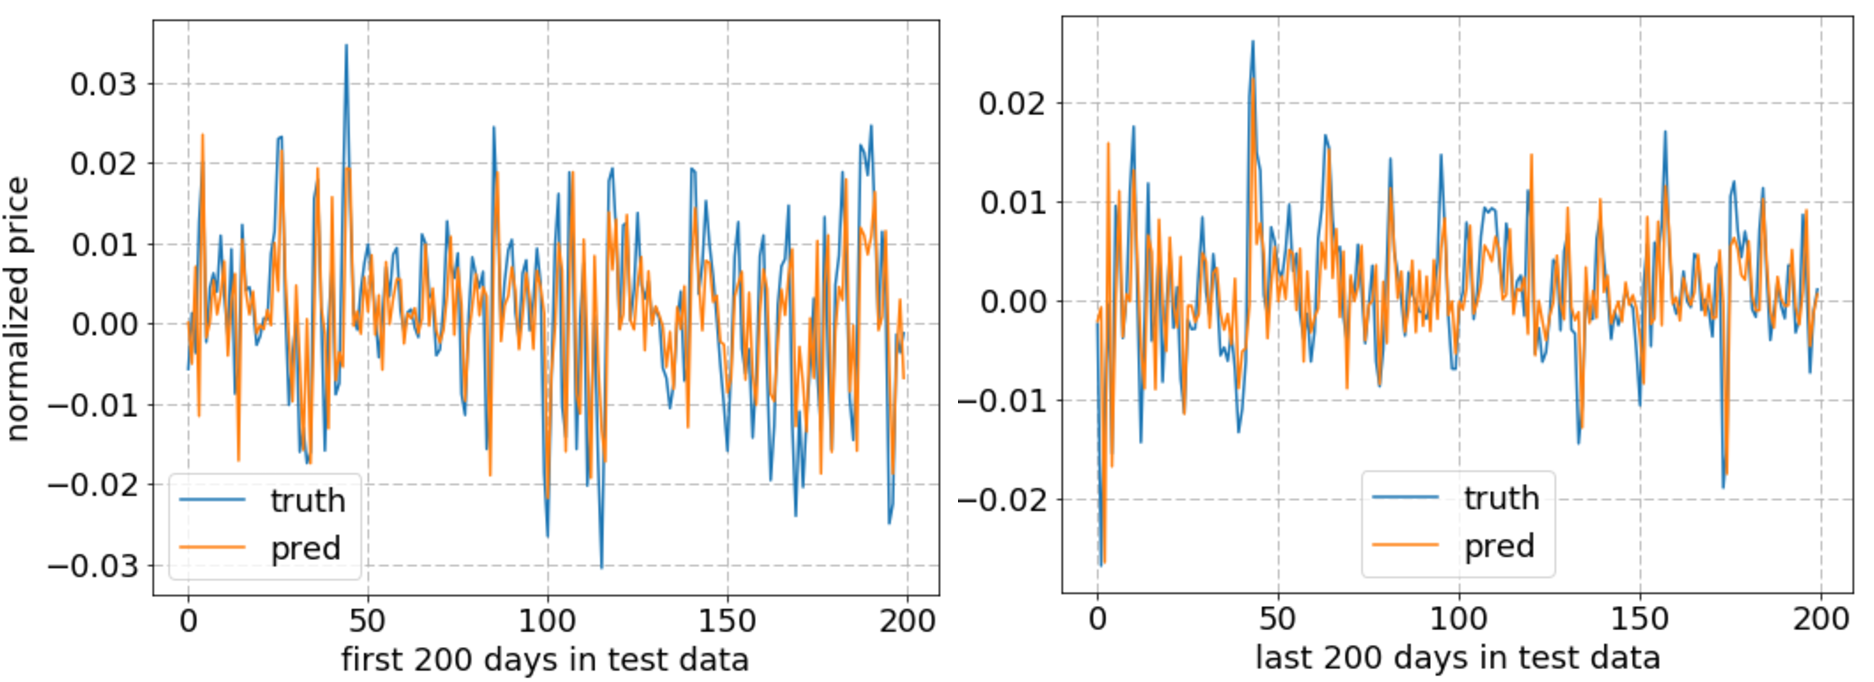 normalized price
0.03
0.02
0.01
0.00
−0.01
−0.02
−0.03
truth
pred
0 50 100 150 200
first 200 days in test data
0.02
0.01
0.00
−0.01
−0.02
truth
pred
0 50 100 150 200
last 200 days in test data